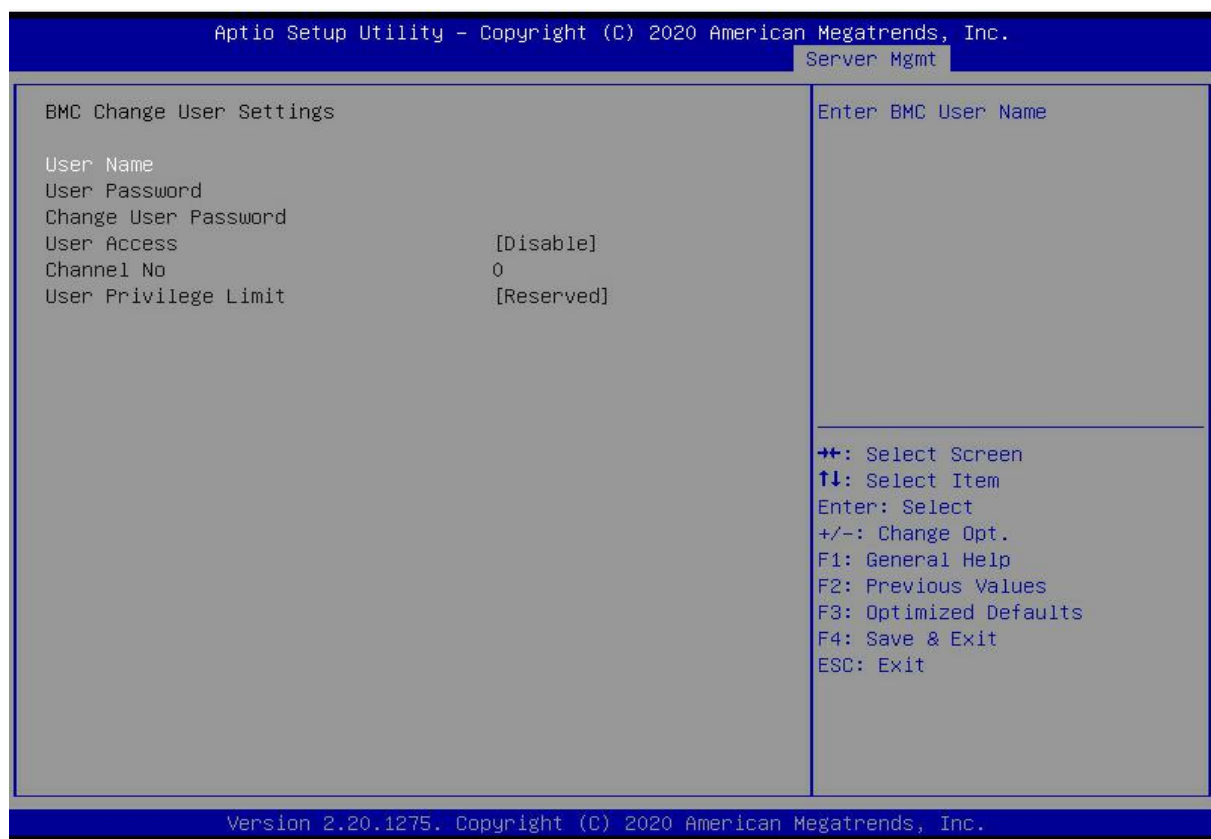 Aptio Setup Utility – Copyright (C) 2020 American Megatrends, Inc.
Server Mgmt
BMC Change User Settings
User Name
User Password
Change User Password
User Access [Disable]
Channel No 0
User Privilege Limit [Reserved]
Enter BMC User Name
→←: Select Screen
↑↓: Select Item
Enter: Select
+/-: Change Opt.
F1: General Help
F2: Previous Values
F3: Optimized Defaults
F4: Save & Exit
ESC: Exit
Version 2.20.1275. Copyright (C) 2020 American Megatrends, Inc.